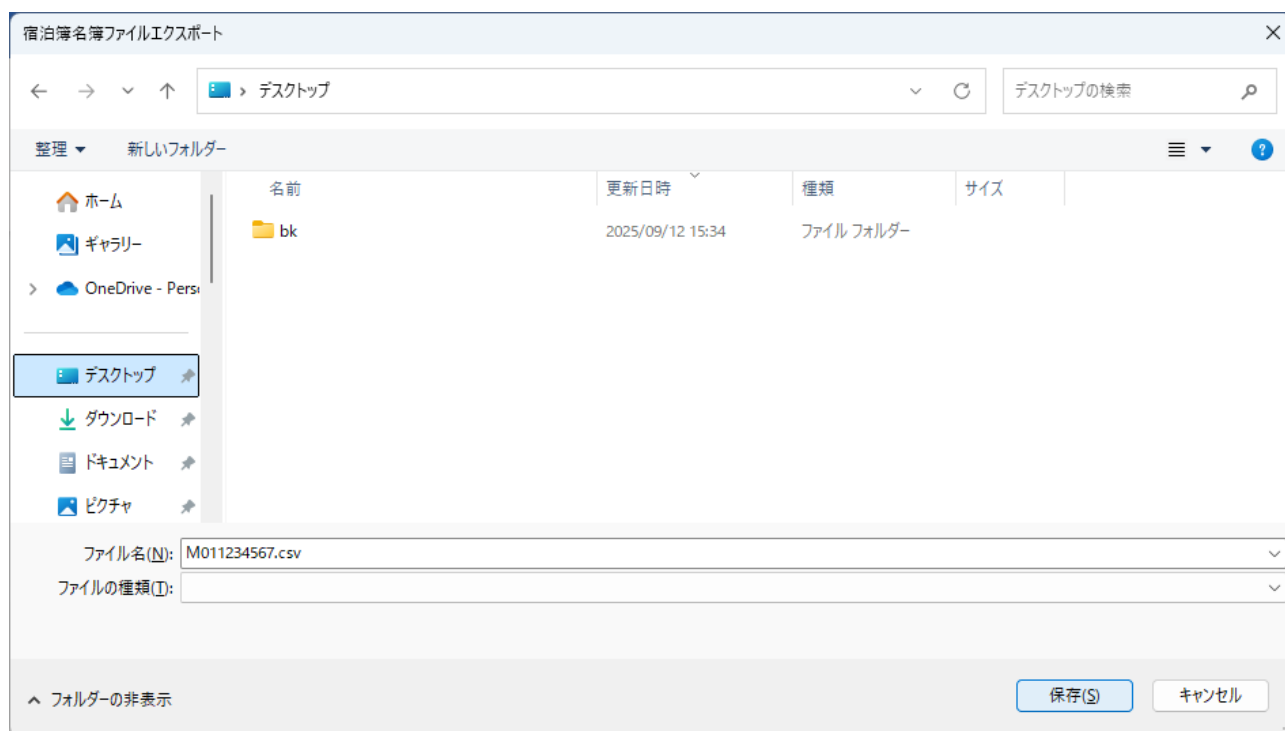 宿泊簿名簿ファイルエクスポート
デスクトップ
デスクトップの検索
整理 新しいフォルダー
名前 更新日時 種類 サイズ
ホーム
bk 2025/09/12 15:34 ファイル フォルダー
ギャラリー
OneDrive - Pers
デスクトップ
ダウンロード
ドキュメント
ピクチャ
ファイル名(N): M011234567.csv
ファイルの種類(T):
フォルダーの非表示
保存(S) キャンセル